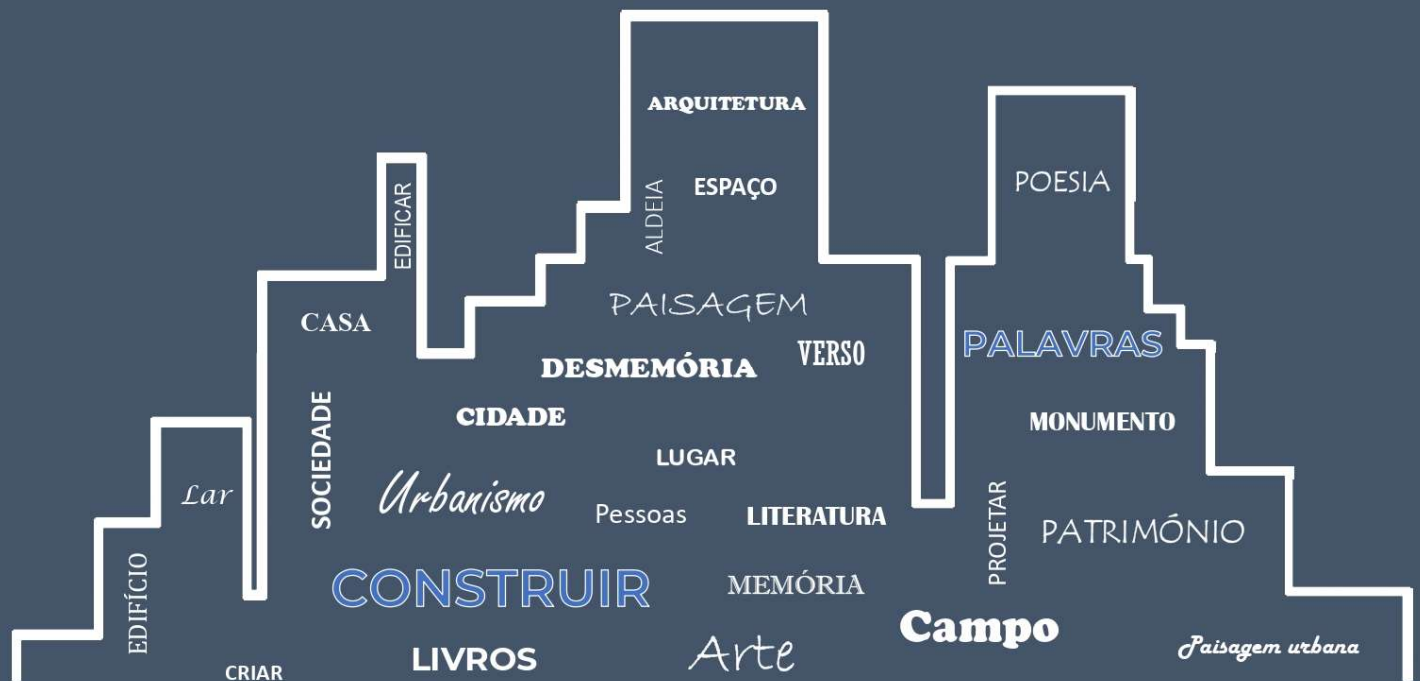 ARQUITETURA
ESPAÇO
ALDEIA
POESIA
EDIFICAR
PAISAGEM
CASA
VERSO
PALAVRAS
DESMEMÓRIA
CIDADE
MONUMENTO
SOCIEDADE
LUGAR
Lar
Urbanismo
Pessoas
LITERATURA
PROJETAR
PATRIMÓNIO
EDIFÍCIO
CONSTRUIR
MEMÓRIA
Campo
Paisagem urbana
CRIAR
LIVROS
Arte